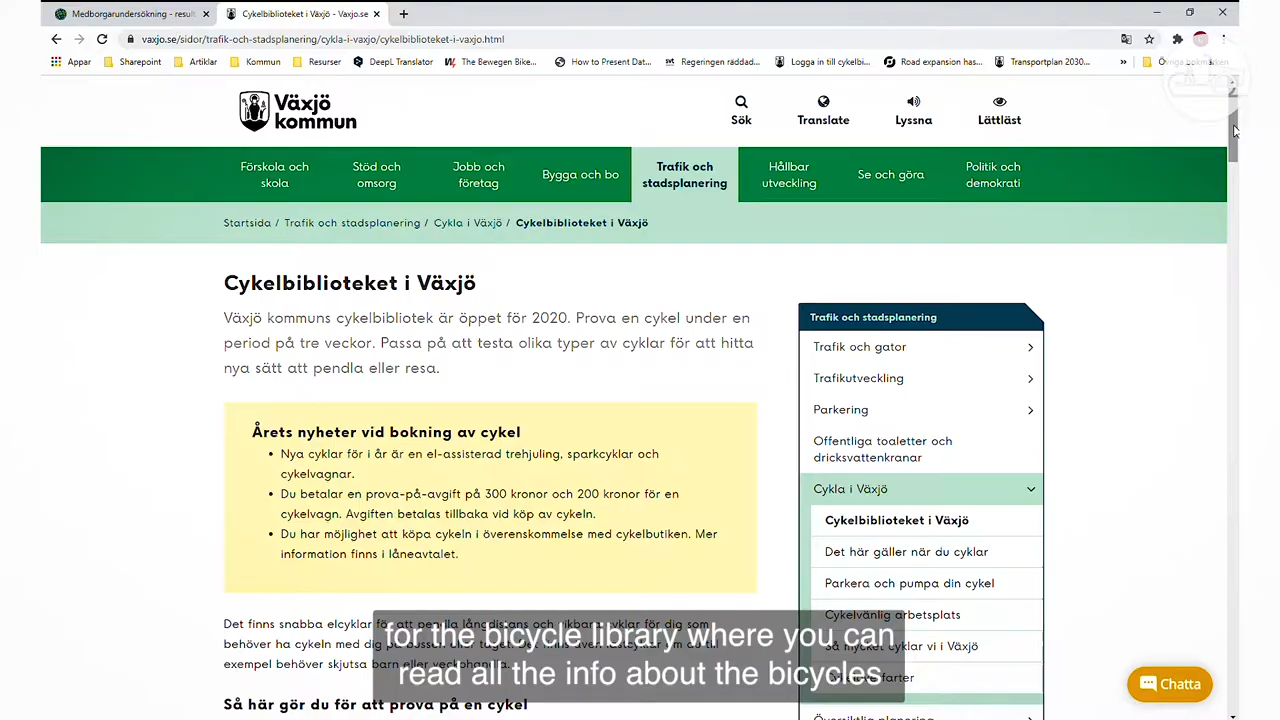 Medborgarundersökning - result
Cykelbiblioteket i Växjö - Vaxjo.se
vaxjo.se/sidor/trafik-och-stadsplanering/cykla-i-vaxjo/cykelbiblioteket-i-vaxjo.html
Appar Sharepoint Artiklar Kommun Resurser DeepL Translator The Bewegen Bike... How to Present Dat... Regeringen räddad... Logga in till cykelbi... Road expansion has... Transportplan 2030... » Övriga bokmärken
Växjö
kommun
Sök Translate Lyssna Lättläst
Förskola och
skola
Stöd och
omsorg
Jobb och
företag
Bygga och bo
Trafik och
stadsplanering
Hållbar
utveckling
Se och göra
Politik och
demokrati
Startsida / Trafik och stadsplanering / Cykla i Växjö / Cykelbiblioteket i Växjö
Cykelbiblioteket i Växjö
Växjö kommuns cykelbibliotek är öppet för 2020. Prova en cykel under en
period på tre veckor. Passa på att testa olika typer av cyklar för att hitta
nya sätt att pendla eller resa.
Årets nyheter vid bokning av cykel
• Nya cyklar för i år är en el-assisterad trehjuling, sparkcyklar och
cykelvagnar.
• Du betalar en prova-på-avgift på 300 kronor och 200 kronor för en
cykelvagn. Avgiften betalas tillbaka vid köp av cykeln.
• Du har möjlighet att köpa cykeln i överenskommelse med cykelbutiken. Mer
information finns i låneavtalet.
Det finns snabba elcyklar för att pendla långdistans och vikbara cyklar för dig som
behöver ha cykeln med dig på bussen eller tåget. Det finns även lastcyklar om du till
exempel behöver skjutsa barn eller veckohandla.
Så här gör du för att prova på en cykel
Trafik och stadsplanering
Trafik och gator
Trafikutveckling
Parkering
Offentliga toaletter och
dricksvattenkranar
Cykla i Växjö
Cykelbiblioteket i Växjö
Det här gäller när du cyklar
Parkera och pumpa din cykel
Cykelvänlig arbetsplats
Så mycket cyklar vi i Växjö
farter
Översiktlig planering
for the bicycle library where you can
read all the info about the bicycles
Chatta